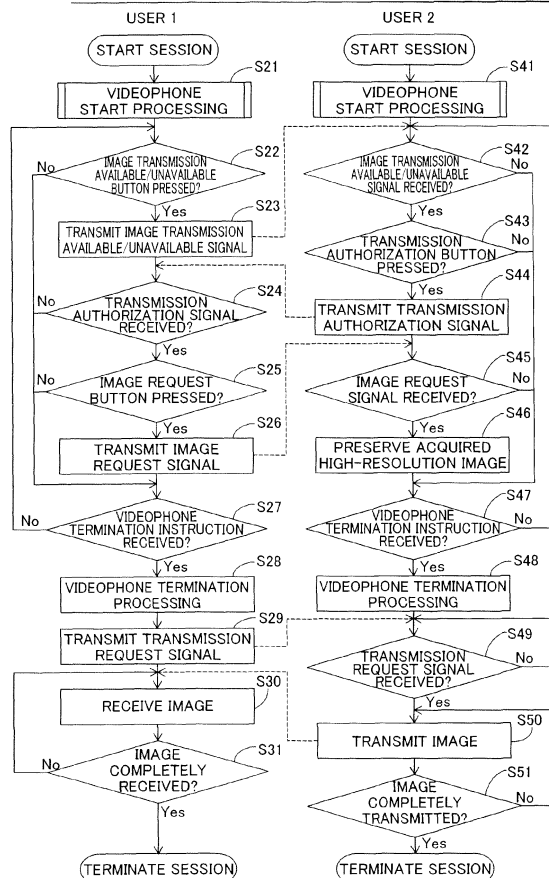 USER 1
START SESSION
S21
VIDEOPHONE
START PROCESSING
S22
No
IMAGE TRANSMISSION
AVAILABLE/UNAVAILABLE
BUTTON PRESSED?
Yes
S23
TRANSMIT IMAGE TRANSMISSION
AVAILABLE/UNAVAILABLE SIGNAL
S24
No
TRANSMISSION
AUTHORIZATION SIGNAL
RECEIVED?
Yes
S25
No
IMAGE REQUEST
BUTTON PRESSED?
Yes
S26
TRANSMIT IMAGE
REQUEST SIGNAL
S27
No
VIDEOPHONE
TERMINATION INSTRUCTION
RECEIVED?
Yes
S28
VIDEOPHONE TERMINATION
PROCESSING
S29
TRANSMIT TRANSMISSION
REQUEST SIGNAL
S30
RECEIVE IMAGE
S31
No
IMAGE
COMPLETELY
RECEIVED?
Yes
TERMINATE SESSION
USER 2
START SESSION
S41
VIDEOPHONE
START PROCESSING
S42
No
IMAGE TRANSMISSION
AVAILABLE/UNAVAILABLE
SIGNAL RECEIVED?
Yes
S43
No
TRANSMISSION
AUTHORIZATION BUTTON
PRESSED?
Yes
S44
TRANSMIT TRANSMISSION
AUTHORIZATION SIGNAL
S45
No
IMAGE REQUEST
SIGNAL RECEIVED?
Yes
S46
PRESERVE ACQUIRED
HIGH-RESOLUTION IMAGE
S47
No
VIDEOPHONE
TERMINATION INSTRUCTION
RECEIVED?
Yes
S48
VIDEOPHONE TERMINATION
PROCESSING
S49
No
TRANSMISSION
REQUEST SIGNAL
RECEIVED?
Yes
S50
TRANSMIT IMAGE
S51
No
IMAGE
COMPLETELY
TRANSMITTED?
Yes
TERMINATE SESSION